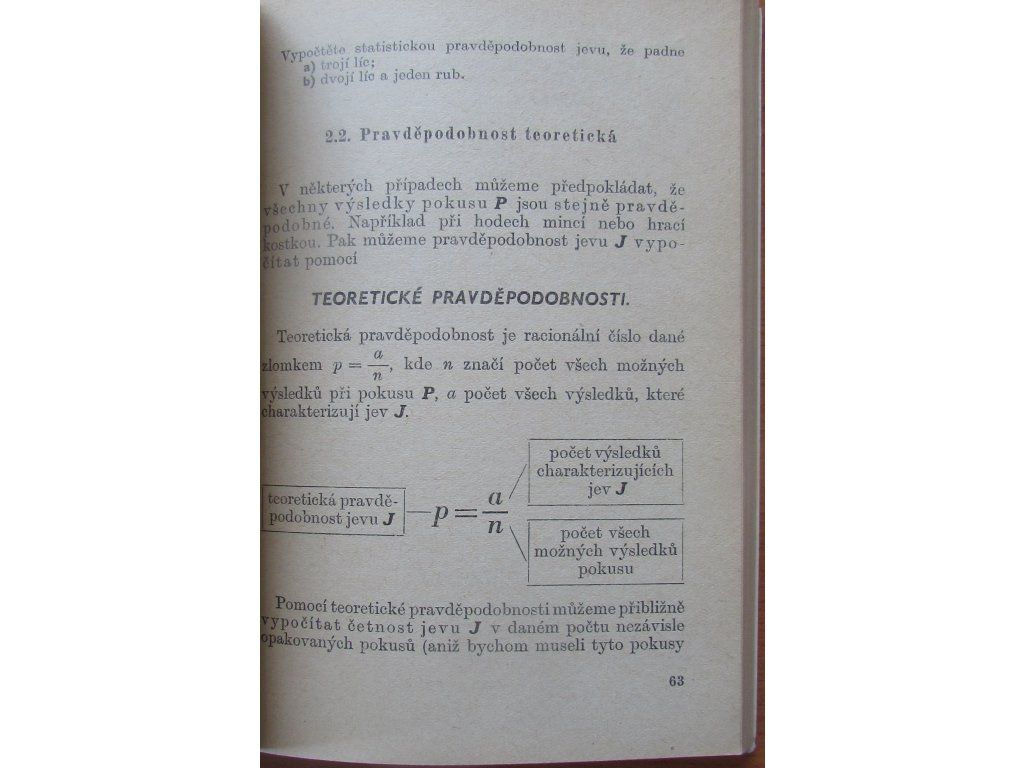 Vypočtěte statistickou pravděpodobnost jevu, že padne
a) trojí líc;
b) dvojí líc a jeden rub.
2.2. Pravděpodobnost teoretická
V některých případech můžeme předpokládat, že
všechny výsledky pokusu P jsou stejně pravdě-
podobné. Například při hodech mincí nebo hrací
kostkou. Pak můžeme pravděpodobnost jevu J vypo-
čítat pomocí
TEORETICKÉ PRAVDĚPODOBNOSTI.
Teoretická pravděpodobnost je racionální číslo dané
zlomkem p = a/n, kde n značí počet všech možných
výsledků při pokusu P, a počet všech výsledků, které
charakterizují jev J.
teoretická pravdě-
podobnost jevu J
p = a/n
počet výsledků
charakterizujících
jev J
počet všech
možných výsledků
pokusu
Pomocí teoretické pravděpodobnosti můžeme přibližně
vypočítat četnost jevu J v daném počtu nezávisle
opakovaných pokusů (aniž bychom museli tyto pokusy
63